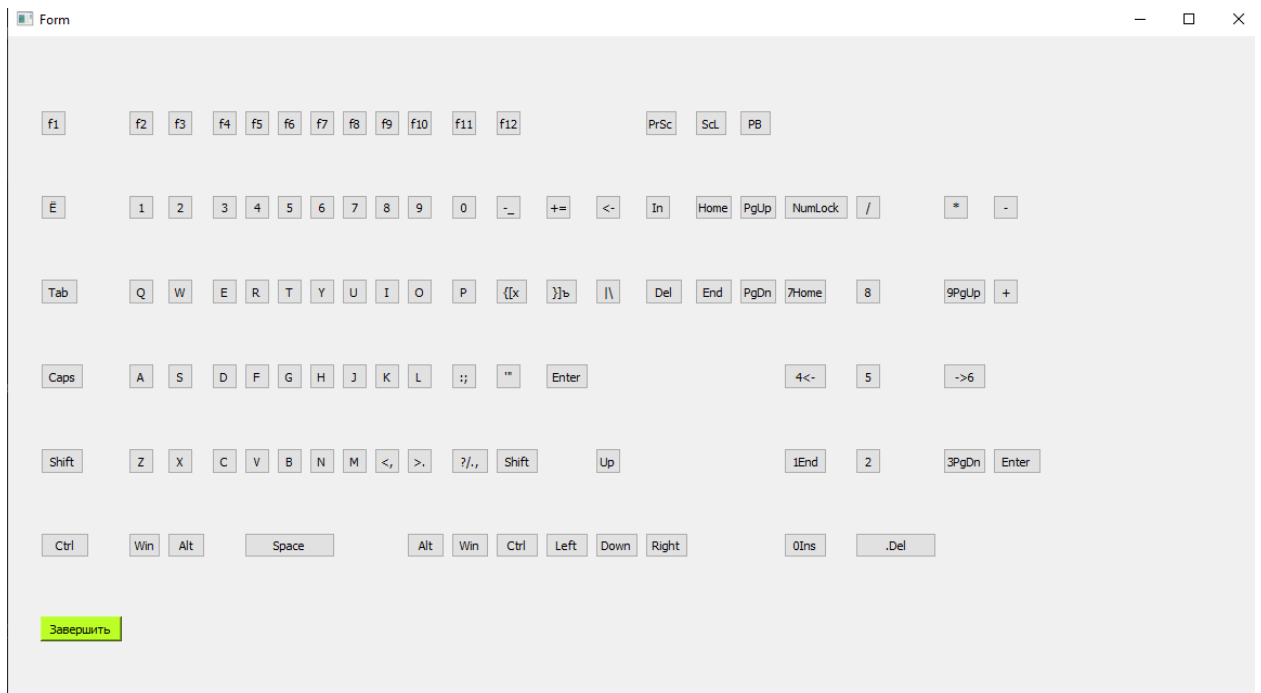 Form
f1 f2 f3 f4 f5 f6 f7 f8 f9 f10 f11 f12 PrSc ScL PB
Ё 1 2 3 4 5 6 7 8 9 0 -_ += <- In Home PgUp NumLock / * -
Tab Q W E R T Y U I O P {[х }]ъ |\ Del End PgDn 7Home 8 9PgUp +
Caps A S D F G H J K L :; '" Enter 4<- 5 ->6
Shift Z X C V B N M <, >. ?/., Shift Up 1End 2 3PgDn Enter
Ctrl Win Alt Space Alt Win Ctrl Left Down Right 0Ins .Del
Завершить